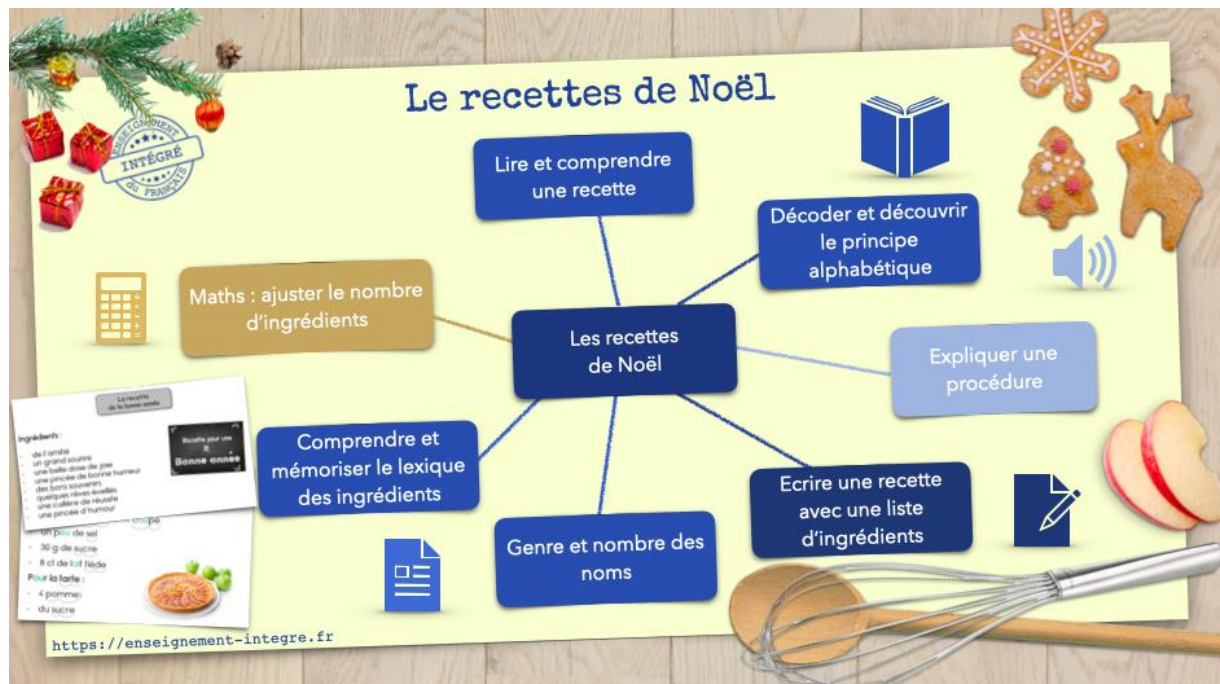 Le recettes de Noël
ENSEIGNEMENT
INTÉGRÉ
du FRANÇAIS
Lire et comprendre
une recette
Décoder et découvrir
le principe
alphabétique
Maths : ajuster le nombre
d'ingrédients
Les recettes
de Noël
Expliquer une
procédure
Comprendre et
mémoriser le lexique
des ingrédients
Ecrire une recette
avec une liste
d'ingrédients
Genre et nombre des
noms
La recette
de la bonne année
Ingrédients :
- de l'amitié
- un grand sourire
- une belle dose de joie
- une pincée de bonne humeur
- des bons souvenirs
- quelques rêves éveillés
- une cuillère de réussite
- une pincée d'humour
Recette pour une
Bonne année
- un peu de sel
- 30 g de sucre
- 8 cl de lait tiède
Pour la tarte :
- 4 pommes
- du sucre
https://enseignement-integre.fr